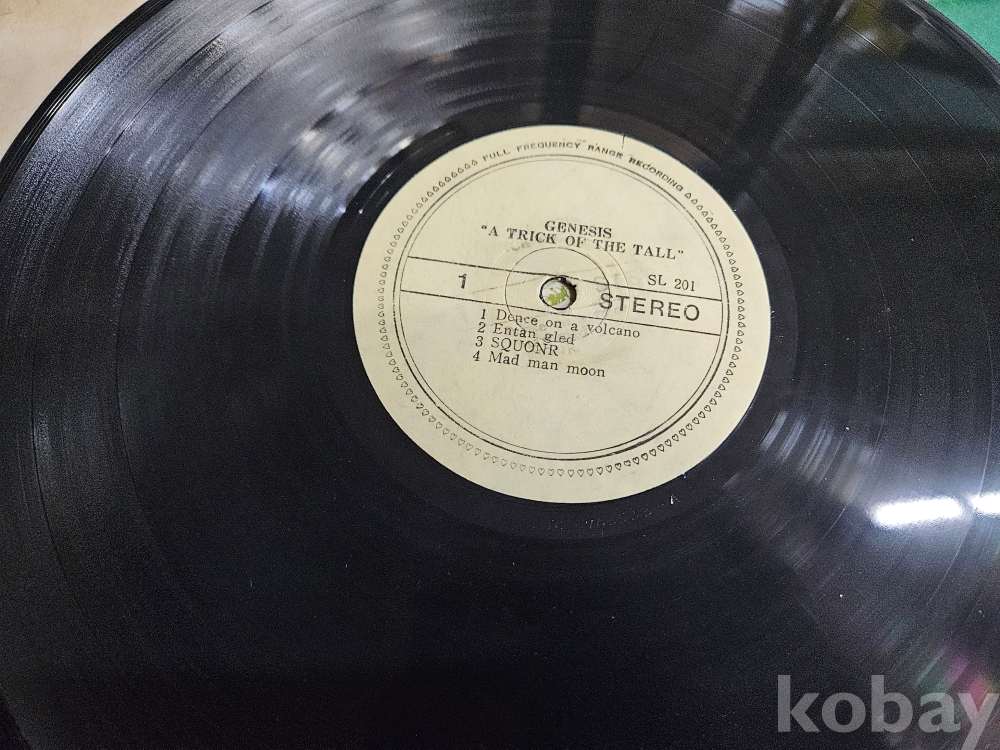 FULL FREQUENCY RANGE RECORDING
GENESIS
"A TRICK OF THE TALL"
1
SL 201
STEREO
1 Dence on a volcano
2 Entan gled
3 SQUONR
4 Mad man moon
kobay